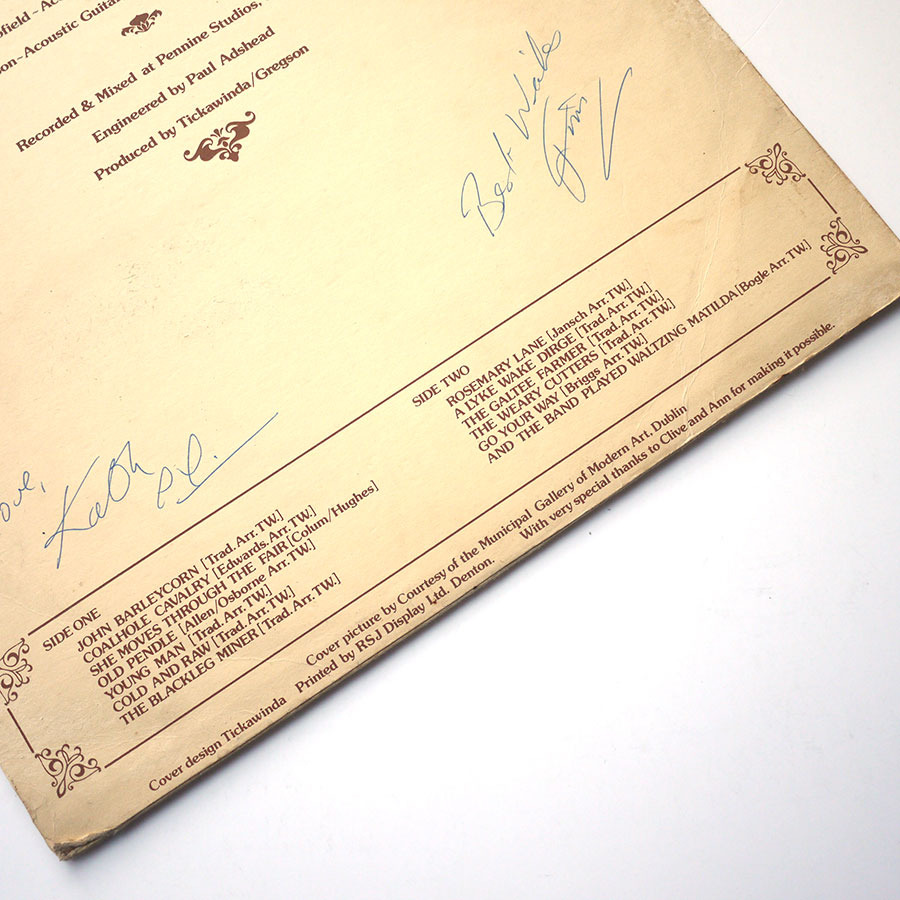 ofield - Ac
on-Acoustic Guita
Recorded & Mixed at Pennine Studios,
Engineered by Paul Adshead
Produced by Tickawinda/Gregson
Best Wishes
ove,
Kath
SIDE ONE
JOHN BARLEYCORN [Trad. Arr. TW.]
COALHOLE CAVALRY [Edwards. Arr. TW.]
SHE MOVES THROUGH THE FAIR [Colum/Hughes]
OLD PENDLE [Allen/Osborne Arr. TW.]
YOUNG MAN [Trad. Arr. TW.]
COLD AND RAW [Trad. Arr. TW.]
THE BLACKLEG MINER [Trad. Arr. TW.]
SIDE TWO
ROSEMARY LANE [Jansch Arr. TW.]
A LYKE WAKE DIRGE [Trad. Arr. TW.]
THE GALTEE FARMER [Trad. Arr. TW.]
THE WEARY CUTTERS [Trad. Arr. TW.]
GO YOUR WAY [Briggs Arr. TW.]
AND THE BAND PLAYED WALTZING MATILDA [Bogle Arr. TW.]
Cover picture by Courtesy of the Municipal Gallery of Modern Art, Dublin
Cover design Tickawinda Printed by RSJ Display Ltd. Denton. With very special thanks to Clive and Ann for making it possible.